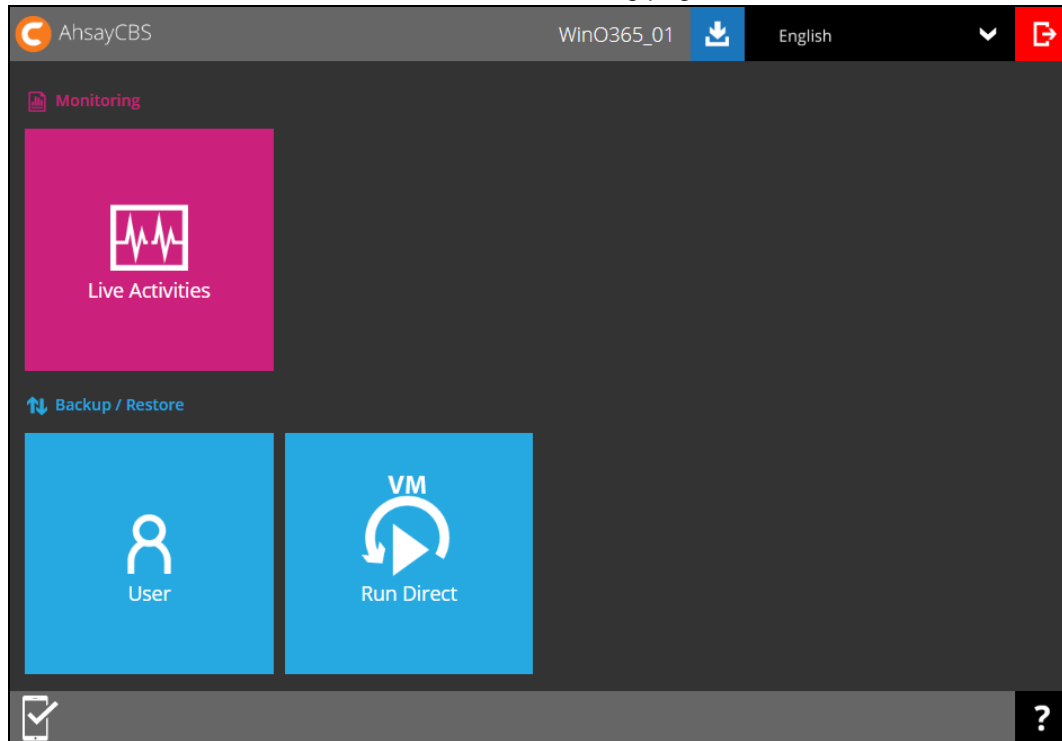 AhsayCBS WinO365_01 English
Monitoring
Live Activities
Backup / Restore
VM
User Run Direct
?